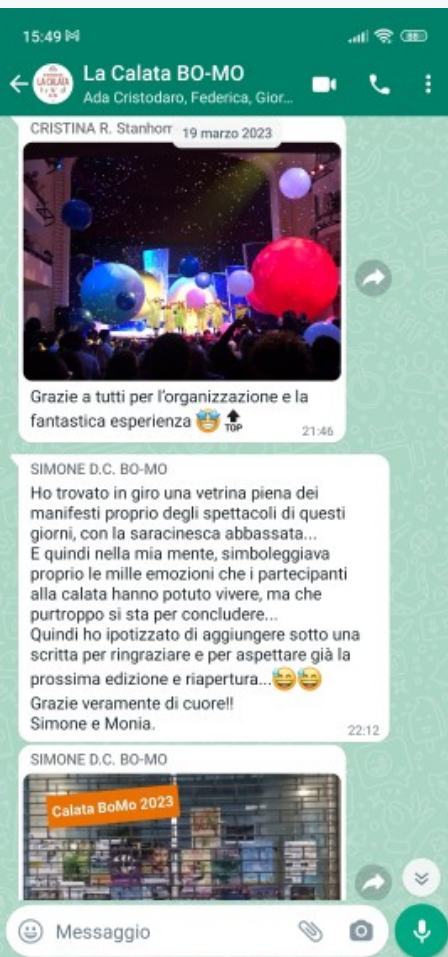 15:49
88
La Calata BO-MO
Ada Cristodaro, Federica, Gior...
CRISTINA R. Stanhom
19 marzo 2023
Grazie a tutti per l'organizzazione e la
fantastica esperienza 🤩 🔝
21:46
SIMONE D.C. BO-MO
Ho trovato in giro una vetrina piena dei
manifesti proprio degli spettacoli di questi
giorni, con la saracinesca abbassata...
E quindi nella mia mente, simboleggiava
proprio le mille emozioni che i partecipanti
alla calata hanno potuto vivere, ma che
purtroppo si sta per concludere...
Quindi ho ipotizzato di aggiungere sotto una
scritta per ringraziare e per aspettare già la
prossima edizione e riapertura...😅😅
Grazie veramente di cuore!!
Simone e Monia.
22:12
SIMONE D.C. BO-MO
Calata BoMo 2023
Messaggio